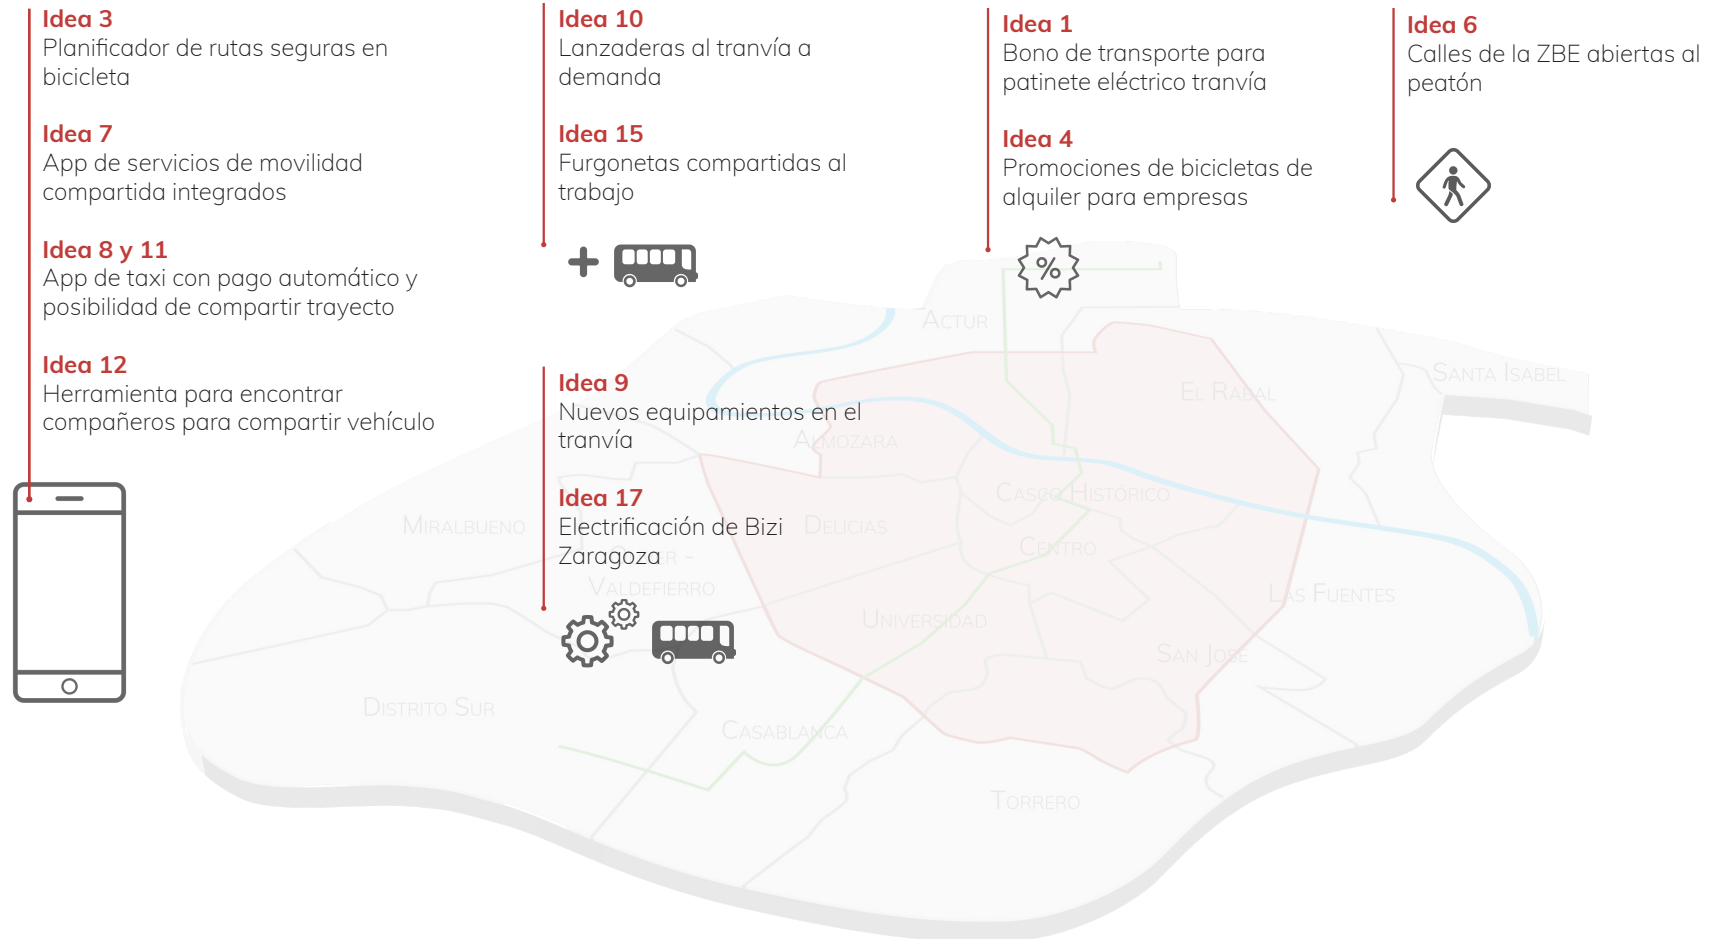 Idea 3
Planificador de rutas seguras en
bicicleta
Idea 7
App de servicios de movilidad
compartida integrados
Idea 8 y 11
App de taxi con pago automático y
posibilidad de compartir trayecto
Idea 12
Herramienta para encontrar
compañeros para compartir vehículo
Idea 10
Lanzaderas al tranvía a
demanda
Idea 15
Furgonetas compartidas al
trabajo
Idea 9
Nuevos equipamientos en el
tranvía
Idea 17
Electrificación de Bizi
Zaragoza
Idea 1
Bono de transporte para
patinete eléctrico tranvía
Idea 4
Promociones de bicicletas de
alquiler para empresas
%
Idea 6
Calles de la ZBE abiertas al
peatón
ACTUR
SANTA ISABEL
EL RABAL
ALMOZARA
CASCO HISTÓRICO
MIRALBUENO
DELICIAS
CENTRO
VALDEFIERRO
LAS FUENTES
UNIVERSIDAD
SAN JOSE
DISTRITO SUR
CASABLANCA
TORRERO